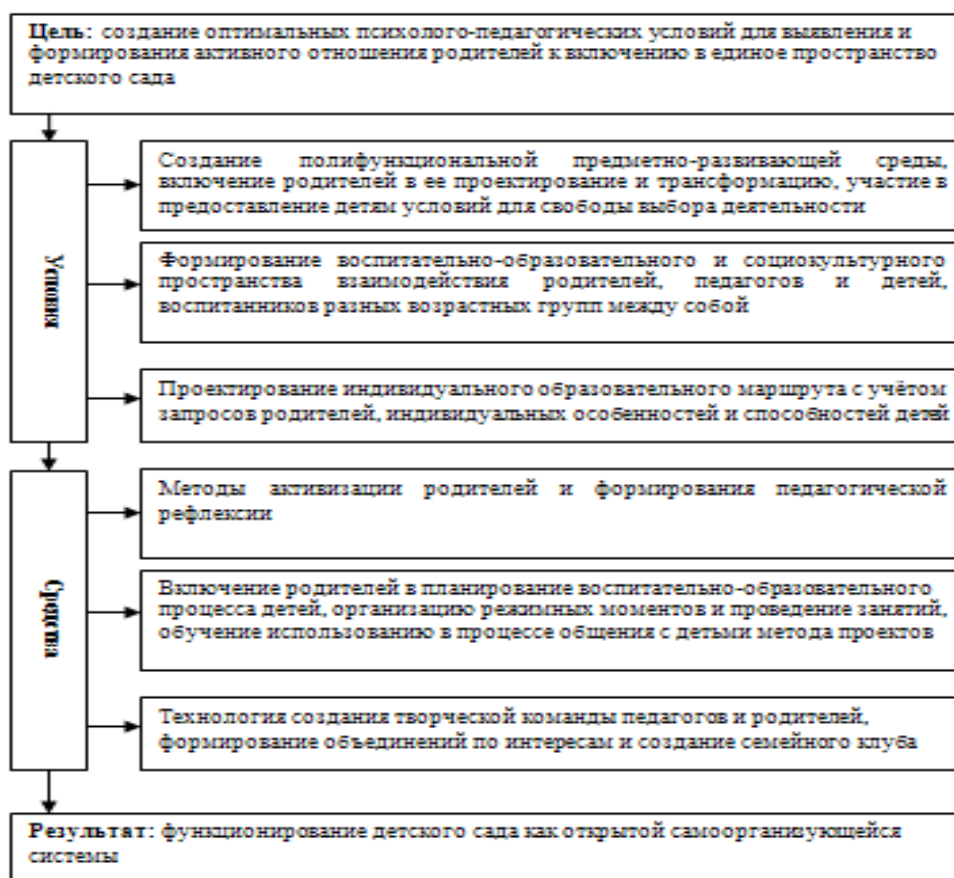 Цель: создание оптимальных психолого-педагогических условий для выявления и
формирования активного отношения родителей к включению в единое пространство
детского сада
Условия
Создание полифункциональной предметно-развивающей среды,
включение родителей в ее проектирование и трансформацию, участие в
предоставление детям условий для свободы выбора деятельности
Формирование воспитательно-образовательного и социокультурного
пространства взаимодействия родителей, педагогов и детей,
воспитанников разных возрастных групп между собой
Проектирование индивидуального образовательного маршрута с учётом
запросов родителей, индивидуальных особенностей и способностей детей
Средства
Методы активизации родителей и формирования педагогической
рефлексии
Включение родителей в планирование воспитательно-образовательного
процесса детей, организацию режимных моментов и проведение занятий,
обучение использованию в процессе общения с детьми метода проектов
Технология создания творческой команды педагогов и родителей,
формирование объединений по интересам и создание семейного клуба
Результат: функционирование детского сада как открытой самоорганизующейся
системы